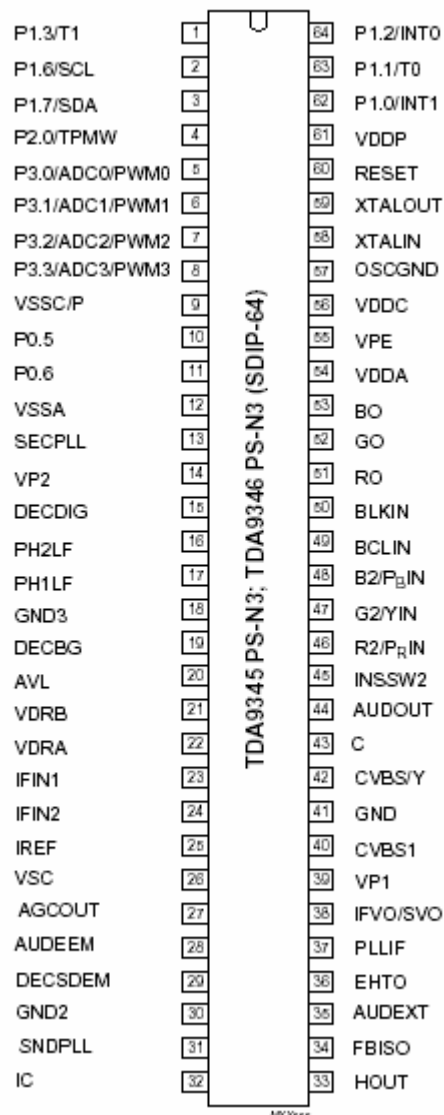 P1.3/T1 1 64 P1.2/INT0
P1.6/SCL 2 63 P1.1/T0
P1.7/SDA 3 62 P1.0/INT1
P2.0/TPMW 4 61 VDDP
P3.0/ADC0/PWM0 5 60 RESET
P3.1/ADC1/PWM1 6 59 XTALOUT
P3.2/ADC2/PWM2 7 58 XTALIN
P3.3/ADC3/PWM3 8 57 OSCGND
VSSC/P 9 56 VDDC
P0.5 10 55 VPE
P0.6 11 54 VDDA
VSSA 12 53 BO
SECPLL 13 52 GO
VP2 14 51 RO
DECDIG 15 50 BLKIN
PH2LF 16 49 BCLIN
PH1LF 17 48 B2/PBIN
GND3 18 47 G2/YIN
DECBG 19 46 R2/PRIN
AVL 20 45 INSSW2
VDRB 21 44 AUDOUT
VDRA 22 43 C
IFIN1 23 42 CVBS/Y
IFIN2 24 41 GND
IREF 25 40 CVBS1
VSC 26 39 VP1
AGCOUT 27 38 IFVO/SVO
AUDEEM 28 37 PLLIF
DECSDEM 29 36 EHTO
GND2 30 35 AUDEXT
SNDPLL 31 34 FBISO
IC 32 33 HOUT
TDA9345 PS-N3; TDA9346 PS-N3 (SDIP-64)